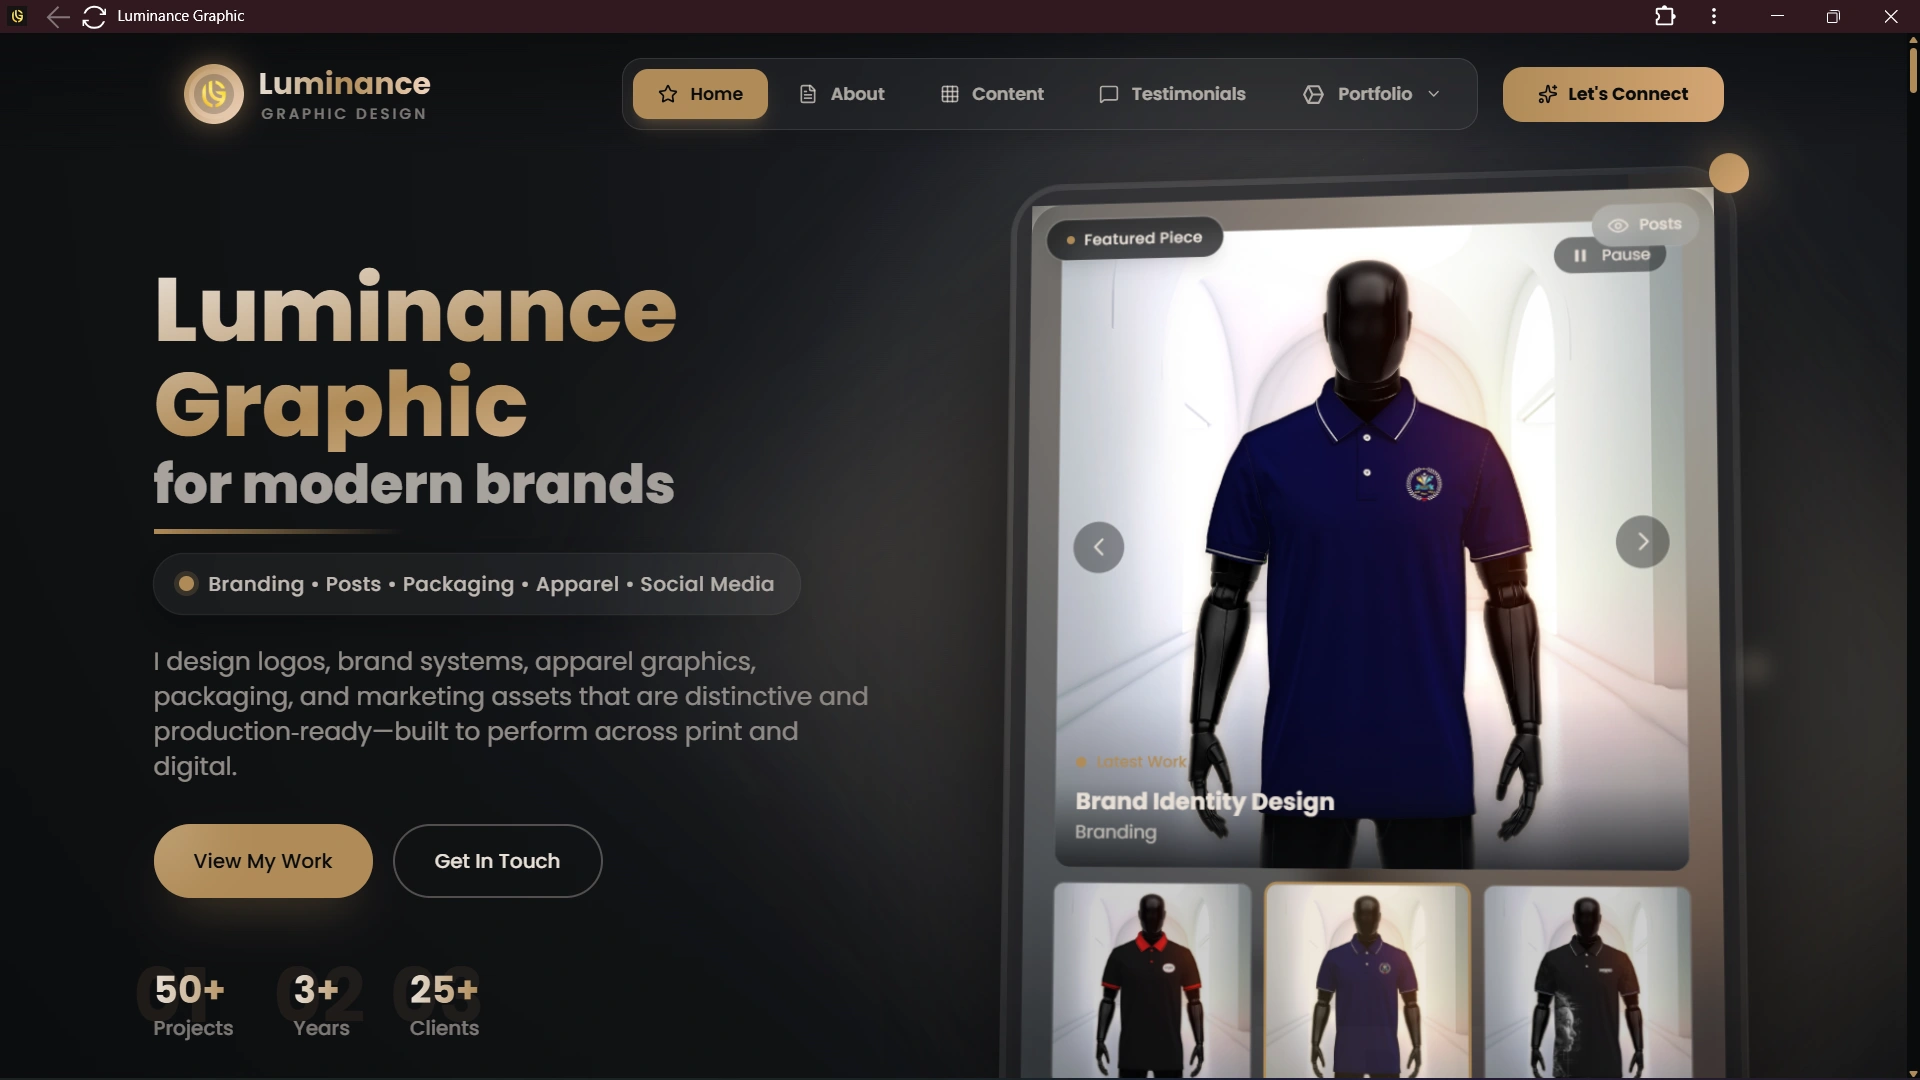 Luminance Graphic
Luminance
GRAPHIC DESIGN
Home
About
Content
Testimonials
Portfolio
Let's Connect
Luminance
Graphic
for modern brands
Branding • Posts • Packaging • Apparel • Social Media
I design logos, brand systems, apparel graphics,
packaging, and marketing assets that are distinctive and
production-ready—built to perform across print and
digital.
View My Work
Get In Touch
01
02
03
50+
3+
25+
Projects
Years
Clients
Featured Piece
Posts
Pause
Latest Work
Brand Identity Design
Branding